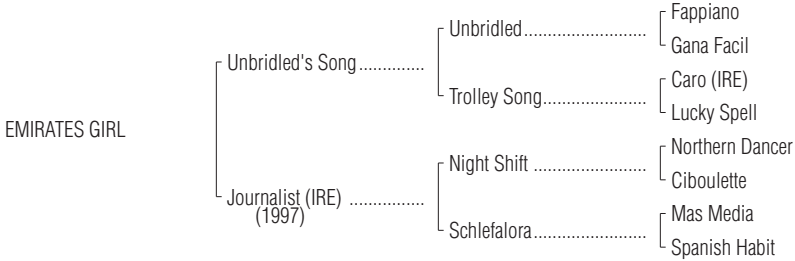 Fappiano
Unbridled..........................
Gana Facil
Unbridled's Song..............
Caro (IRE)
Trolley Song......................
Lucky Spell
EMIRATES GIRL
Northern Dancer
Night Shift ........................
Ciboulette
Journalist (IRE) ................
(1997)
Mas Media
Schlefalora........................
Spanish Habit